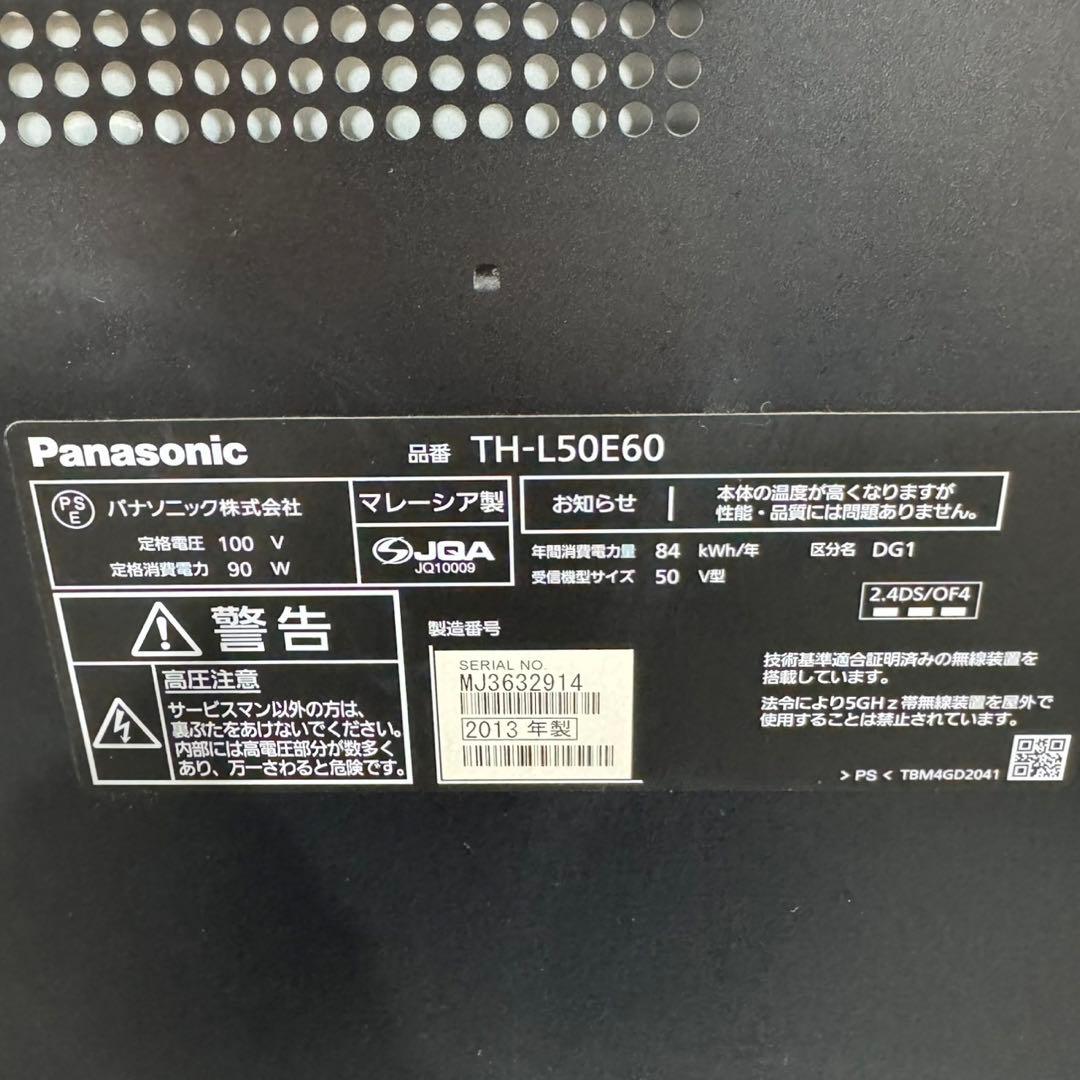 Panasonic 品番 TH-L50E60
PSE パナソニック株式会社
マレーシア製
定格電圧 100 V
定格消費電力 90 W
JQA
JQ10009
お知らせ
本体の温度が高くなりますが
性能・品質には問題ありません。
年間消費電力量 84 kWh/年 区分名 DG1
受信機型サイズ 50 V型
2.4DS/OF4
警告
高圧注意
サービスマン以外の方は、
裏ぶたをあけないでください。
内部には高電圧部分が数多く
あり、万一さわると危険です。
製造番号
SERIAL NO.
MJ3632914
2013 年製
技術基準適合証明済みの無線装置を
搭載しています。
法令により5GHz帯無線装置を屋外で
使用することは禁止されています。
> PS < TBM4GD2041